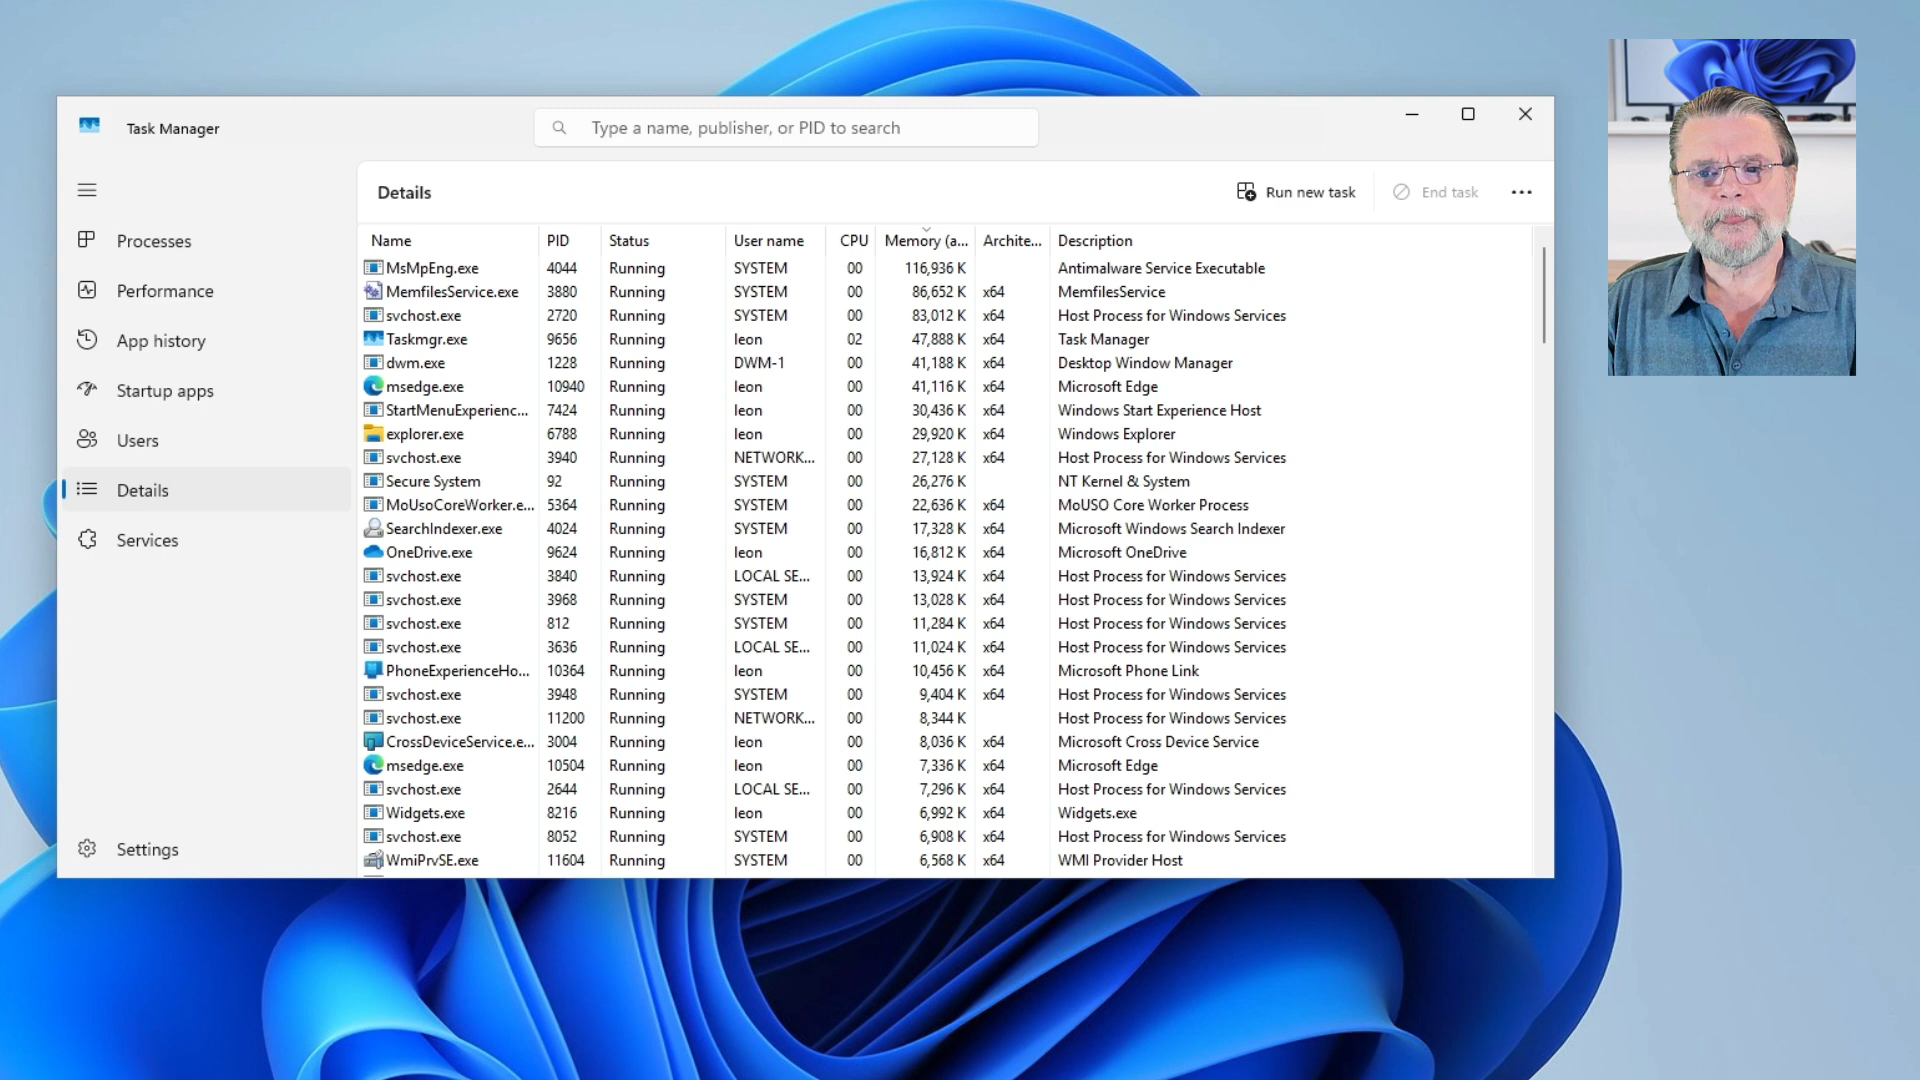 Task Manager
Type a name, publisher, or PID to search
Processes
Performance
App history
Startup apps
Users
Details
Services
Settings
Details
Run new task
End task
Name PID Status User name CPU Memory (a... Archite... Description
MsMpEng.exe 4044 Running SYSTEM 00 116,936 K Antimalware Service Executable
MemfilesService.exe 3880 Running SYSTEM 00 86,652 K x64 MemfilesService
svchost.exe 2720 Running SYSTEM 00 83,012 K x64 Host Process for Windows Services
Taskmgr.exe 9656 Running leon 02 47,888 K x64 Task Manager
dwm.exe 1228 Running DWM-1 00 41,188 K x64 Desktop Window Manager
msedge.exe 10940 Running leon 00 41,116 K x64 Microsoft Edge
StartMenuExperienc... 7424 Running leon 00 30,436 K x64 Windows Start Experience Host
explorer.exe 6788 Running leon 00 29,920 K x64 Windows Explorer
svchost.exe 3940 Running NETWORK... 00 27,128 K x64 Host Process for Windows Services
Secure System 92 Running SYSTEM 00 26,276 K NT Kernel & System
MoUsoCoreWorker.e... 5364 Running SYSTEM 00 22,636 K x64 MoUSO Core Worker Process
SearchIndexer.exe 4024 Running SYSTEM 00 17,328 K x64 Microsoft Windows Search Indexer
OneDrive.exe 9624 Running leon 00 16,812 K x64 Microsoft OneDrive
svchost.exe 3840 Running LOCAL SE... 00 13,924 K x64 Host Process for Windows Services
svchost.exe 3968 Running SYSTEM 00 13,028 K x64 Host Process for Windows Services
svchost.exe 812 Running SYSTEM 00 11,284 K x64 Host Process for Windows Services
svchost.exe 3636 Running LOCAL SE... 00 11,024 K x64 Host Process for Windows Services
PhoneExperienceHo... 10364 Running leon 00 10,456 K x64 Microsoft Phone Link
svchost.exe 3948 Running SYSTEM 00 9,404 K x64 Host Process for Windows Services
svchost.exe 11200 Running NETWORK... 00 8,344 K Host Process for Windows Services
CrossDeviceService.e... 3004 Running leon 00 8,036 K x64 Microsoft Cross Device Service
msedge.exe 10504 Running leon 00 7,336 K x64 Microsoft Edge
svchost.exe 2644 Running LOCAL SE... 00 7,296 K x64 Host Process for Windows Services
Widgets.exe 8216 Running leon 00 6,992 K x64 Widgets.exe
svchost.exe 8052 Running SYSTEM 00 6,908 K x64 Host Process for Windows Services
WmiPrvSE.exe 11604 Running SYSTEM 00 6,568 K x64 WMI Provider Host